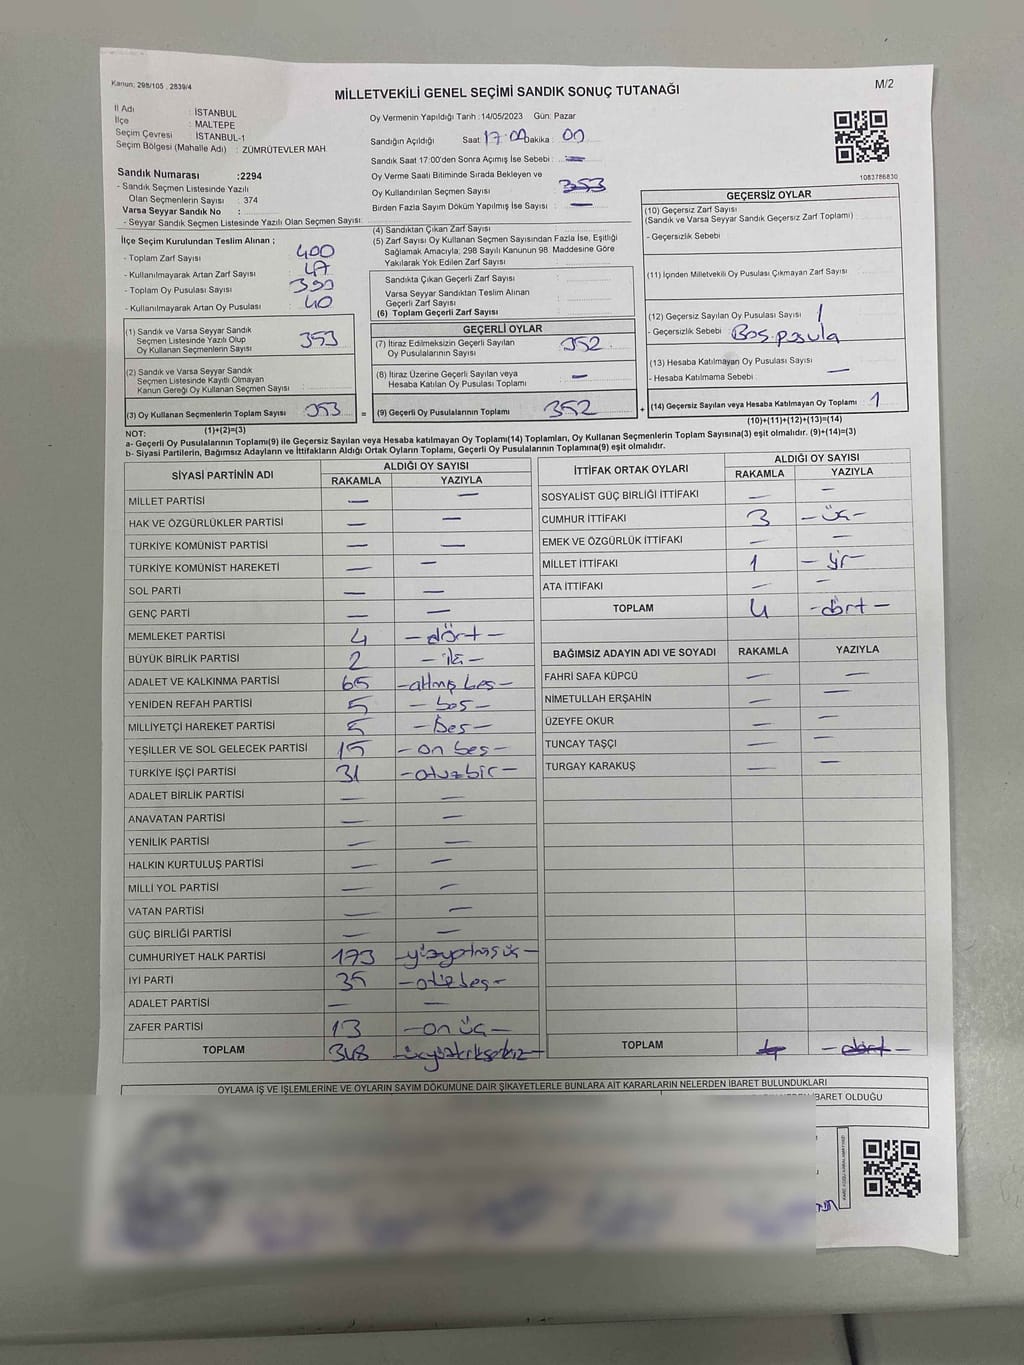 Kanun: 298/105 , 2839/4
MİLLETVEKİLİ GENEL SEÇİMİ SANDIK SONUÇ TUTANAĞI
M/2
İl Adı : İSTANBUL
İlçe : MALTEPE
Seçim Çevresi : İSTANBUL-1
Seçim Bölgesi (Mahalle Adı) : ZÜMRÜTEVLER MAH.
Sandık Numarası :2294
- Sandık Seçmen Listesinde Yazılı
Olan Seçmenlerin Sayısı : 374
Varsa Seyyar Sandık No :
- Seyyar Sandık Seçmen Listesinde Yazılı Olan Seçmen Sayısı:
Oy Vermenin Yapıldığı Tarih :14/05/2023 Gün: Pazar
Sandığın Açıldığı Saat 17:00 Dakika : 00
Sandık Saat 17:00'den Sonra Açılmış İse Sebebi : —
Oy Verme Saati Bitiminde Sırada Bekleyen ve
Oy Kullandırılan Seçmen Sayısı : 353
Birden Fazla Sayım Döküm Yapılmış İse Sayısı : —
1083786830
İlçe Seçim Kurulundan Teslim Alınan ;
- Toplam Zarf Sayısı : 400
- Kullanılmayarak Artan Zarf Sayısı : 47
- Toplam Oy Pusulası Sayısı : 390
- Kullanılmayarak Artan Oy Pusulası : 40
(1) Sandık ve Varsa Seyyar Sandık
Seçmen Listesinde Yazılı Olup
Oy Kullanan Seçmenlerin Sayısı : 353
(2) Sandık ve Varsa Seyyar Sandık
Seçmen Listesinde Kayıtlı Olmayan
Kanun Gereği Oy Kullanan Seçmen Sayısı :
(3) Oy Kullanan Seçmenlerin Toplam Sayısı : 353
(1)+(2)=(3)
(4) Sandıktan Çıkan Zarf Sayısı :
(5) Zarf Sayısı Oy Kullanan Seçmen Sayısından Fazla İse, Eşitliği
Sağlamak Amacıyla; 298 Sayılı Kanunun 98. Maddesine Göre
Yakılarak Yok Edilen Zarf Sayısı :
Sandıkta Çıkan Geçerli Zarf Sayısı :
Varsa Seyyar Sandıktan Teslim Alınan
Geçerli Zarf Sayısı :
(6) Toplam Geçerli Zarf Sayısı :
GEÇERLİ OYLAR
(7) İtiraz Edilmeksizin Geçerli Sayılan
Oy Pusulalarının Sayısı : 352
(8) İtiraz Üzerine Geçerli Sayılan veya
Hesaba Katılan Oy Pusulası Toplamı : —
= (9) Geçerli Oy Pusulalarının Toplamı : 352
GEÇERSİZ OYLAR
(10) Geçersiz Zarf Sayısı
(Sandık ve Varsa Seyyar Sandık Geçersiz Zarf Toplamı) :
- Geçersizlik Sebebi :
(11) İçinden Milletvekili Oy Pusulası Çıkmayan Zarf Sayısı :
(12) Geçersiz Sayılan Oy Pusulası Sayısı : 1
- Geçersizlik Sebebi : Boş pusula
(13) Hesaba Katılmayan Oy Pusulası Sayısı : —
- Hesaba Katılmama Sebebi :
+ (14) Geçersiz Sayılan veya Hesaba Katılmayan Oy Toplamı : 1
(10)+(11)+(12)+(13)=(14)
NOT:
a- Geçerli Oy Pusulalarının Toplamı(9) ile Geçersiz Sayılan veya Hesaba katılmayan Oy Toplamı(14) Toplamları, Oy Kullanan Seçmenlerin Toplam Sayısına(3) eşit olmalıdır. (9)+(14)=(3)
b- Siyasi Partilerin, Bağımsız Adayların ve İttifakların Aldığı Ortak Oyların Toplamı, Geçerli Oy Pusulalarının Toplamına(9) eşit olmalıdır.
SİYASİ PARTİNİN ADI
ALDIĞI OY SAYISI
RAKAMLA YAZIYLA
MİLLET PARTİSİ — —
HAK VE ÖZGÜRLÜKLER PARTİSİ — —
TÜRKİYE KOMÜNİST PARTİSİ — —
TÜRKİYE KOMÜNİST HAREKETİ — —
SOL PARTİ — —
GENÇ PARTİ — —
MEMLEKET PARTİSİ 4 —dört—
BÜYÜK BİRLİK PARTİSİ 2 —iki—
ADALET VE KALKINMA PARTİSİ 65 —altmış beş—
YENİDEN REFAH PARTİSİ 5 —beş—
MİLLİYETÇİ HAREKET PARTİSİ 5 —Beş—
YEŞİLLER VE SOL GELECEK PARTİSİ 15 —on beş—
TÜRKİYE İŞÇİ PARTİSİ 31 —otuzbir—
ADALET BİRLİK PARTİSİ — —
ANAVATAN PARTİSİ — —
YENİLİK PARTİSİ — —
HALKIN KURTULUŞ PARTİSİ — —
MİLLİ YOL PARTİSİ — —
VATAN PARTİSİ — —
GÜÇ BİRLİĞİ PARTİSİ — —
CUMHURİYET HALK PARTİSİ 173 —yüzyetmişüç—
İYİ PARTİ 35 —otuzbeş—
ADALET PARTİSİ — —
ZAFER PARTİSİ 13 —on üç—
TOPLAM 348 —üçyüzkırksekiz—
İTTİFAK ORTAK OYLARI
ALDIĞI OY SAYISI
RAKAMLA YAZIYLA
SOSYALİST GÜÇ BİRLİĞİ İTTİFAKI — —
CUMHUR İTTİFAKI 3 —üç—
EMEK VE ÖZGÜRLÜK İTTİFAKI — —
MİLLET İTTİFAKI 1 —bir—
ATA İTTİFAKI — —
TOPLAM 4 —dört—
BAĞIMSIZ ADAYIN ADI VE SOYADI RAKAMLA YAZIYLA
FAHRİ SAFA KÜPCÜ — —
NİMETULLAH ERŞAHİN — —
ÜZEYFE OKUR — —
TUNCAY TAŞÇI — —
TURGAY KARAKUŞ — —
TOPLAM 4 —dört—
OYLAMA İŞ VE İŞLEMLERİNE VE OYLARIN SAYIM DÖKÜMÜNE DAİR ŞİKAYETLERLE BUNLARA AİT KARARLARIN NELERDEN İBARET BULUNDUKLARI
İBARET OLDUĞU